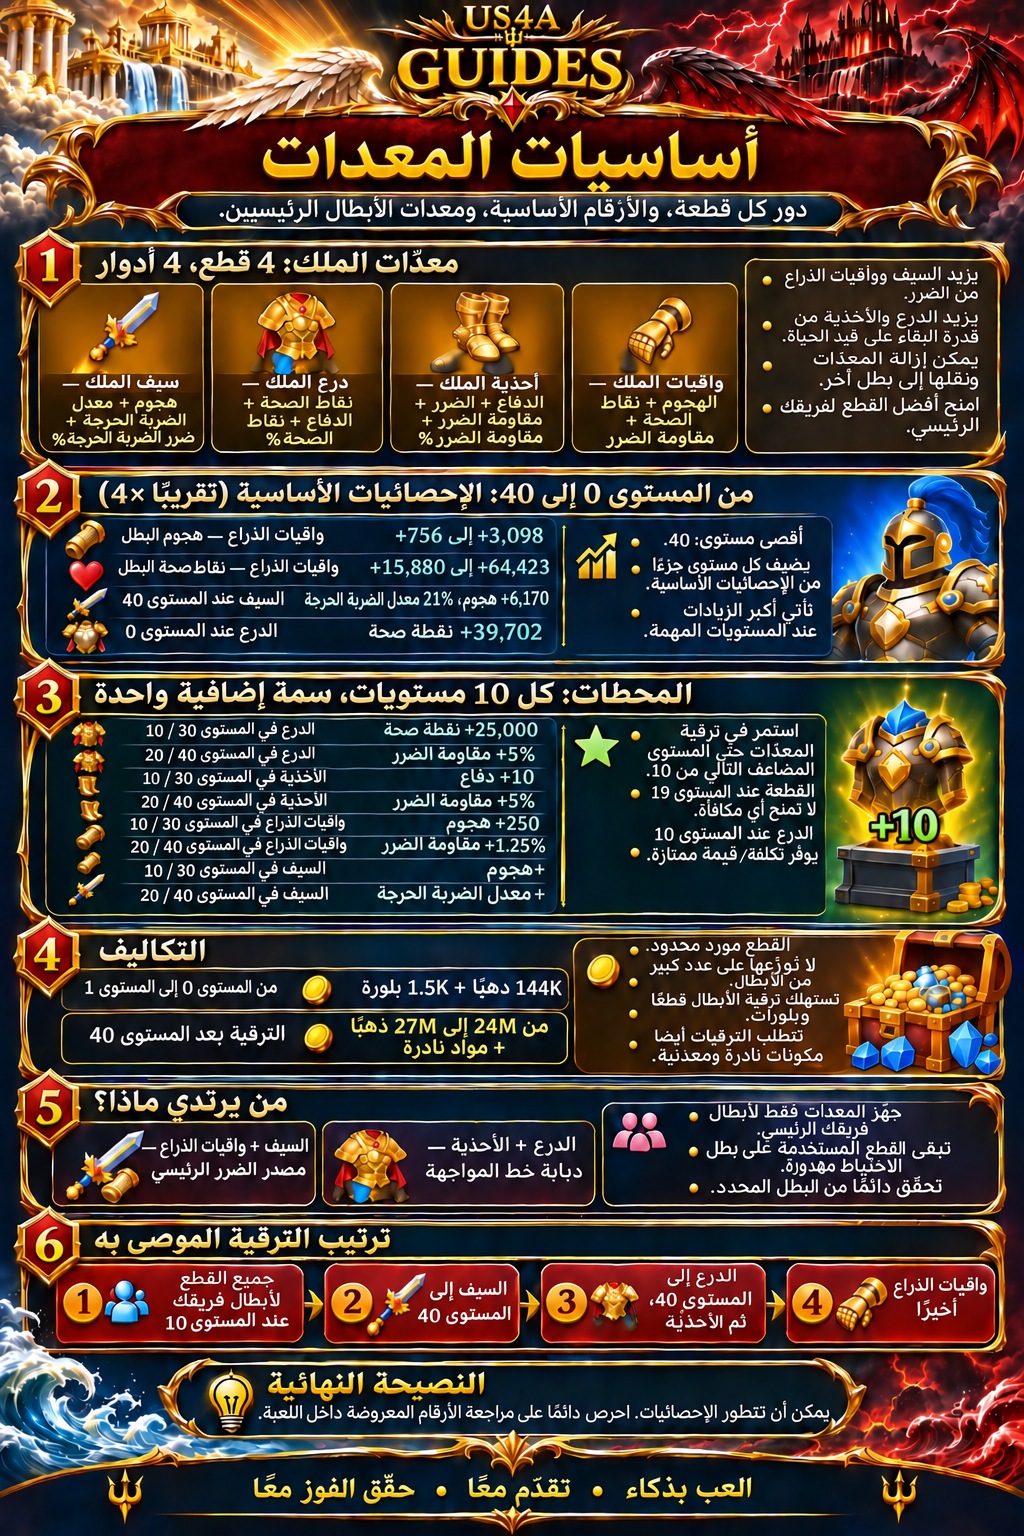 US4A
GUIDES
أساسيات المعدات
دور كل قطعة، والأرقام الأساسية، ومعدات الأبطال الرئيسيين.
1
معدّات الملك: 4 قطع، 4 أدوار
سيف الملك —
هجوم + معدل
الضربة الحرجة +
ضرر الضربة الحرجة%
درع الملك —
نقاط الصحة +
الدفاع + نقاط
الصحة%
أحذية الملك —
الدفاع + الضرر +
مقاومة الضرر +
مقاومة الضرر %
واقيات الملك —
الهجوم + نقاط
الصحة +
مقاومة الضرر
يزيد السيف وواقيات الذراع
من الضرر.
يزيد الدرع والأخذية من
قدرة البقاء على قيد الحياة.
يمكن إزالة المعدّات
ونقلها إلى بطل آخر.
امنح أفضل القطع لفريقك
الرئيسي.
2
من المستوى 0 إلى 40: الإحصائيات الأساسية (تقريبًا ×4)
واقيات الذراع — هجوم البطل
+756 إلى +3,098
واقيات الذراع — نقاط صحة البطل
+15,880 إلى +64,423
السيف عند المستوى 40
+6,170 هجوم، 21% معدل الضربة الحرجة
الدرع عند المستوى 0
+39,702 نقطة صحة
أقصى مستوى: 40.
يضيف كل مستوى جزءًا
من الإحصائيات الأساسية.
ثأتي أكبر الزيادات
عند المستويات المهمة.
3
المحطات: كل 10 مستويات، سمة إضافية واحدة
الدرع في المستوى 30 / 10
+25,000 نقطة صحة
الدرع في المستوى 40 / 20
+5% مقاومة الضرر
الأخذية في المستوى 30 / 10
+10 دفاع
الأحذية في المستوى 40 / 20
+5% مقاومة الضرر
واقيات الذراع في المستوى 30 / 10
+250 هجوم
واقيات الذراع في المستوى 40 / 20
+1.25% مقاومة الضرر
السيف في المستوى 30 / 10
+هجوم
السيف في المستوى 40 / 20
+ معدل الضربة الحرجة
استمر في ترقية
المعدّات حتى المستوى
المضاعف التالي من 10.
القطعة عند المستوى 19
لا تمنح أي مكافأة.
الدرع عند المستوى 10
يوفّر تكلفة/ قيمة ممتازة.
+10
4
التكاليف
من المستوى 0 إلى المستوى 1
144K دهبًا + 1.5K بلورة
الترقية بعد المستوى 40
من 24M إلى 27M ذهبًا
+ مواد نادرة
القطع مورد محدود.
لا ثوزّعها على عدد كبير
من الأبطال.
تستهلك ترقية الأبطال قطعًا
وبلورات.
تتطلب الترقيات أيضا
مكونات نادرة ومعدنية.
5
من يرتدي ماذا؟
السيف + واقيات الذراع —
مصدر الضرر الرئيسي
الدرع + الأحذية —
دبابة خط المواجهة
جهّز المعدات فقط لأبطال
فريقك الرئيسي.
تبقى القطع المستخدمة على بطل
الاختياط مهدورة.
تحقّق دائمًا من البطل المحدد.
6
ترتيب الترقية الموصى به
1
جميع القطع
لأبطال فريقك
عند المستوى 10
2
السيف إلى
المستوى 40
3
الدرع إلى
المستوى 40،
ثم الأحذية
4
واقيات الذراع
أخيرًا
النصيحة النهائية
يمكن أن تتطور الإحصائيات. احرص دائمًا على مراجعة الأرقام المعروضة داخل اللعبة.
العب بذكاء • تقدّم معًا • حقّق الفوز معًا